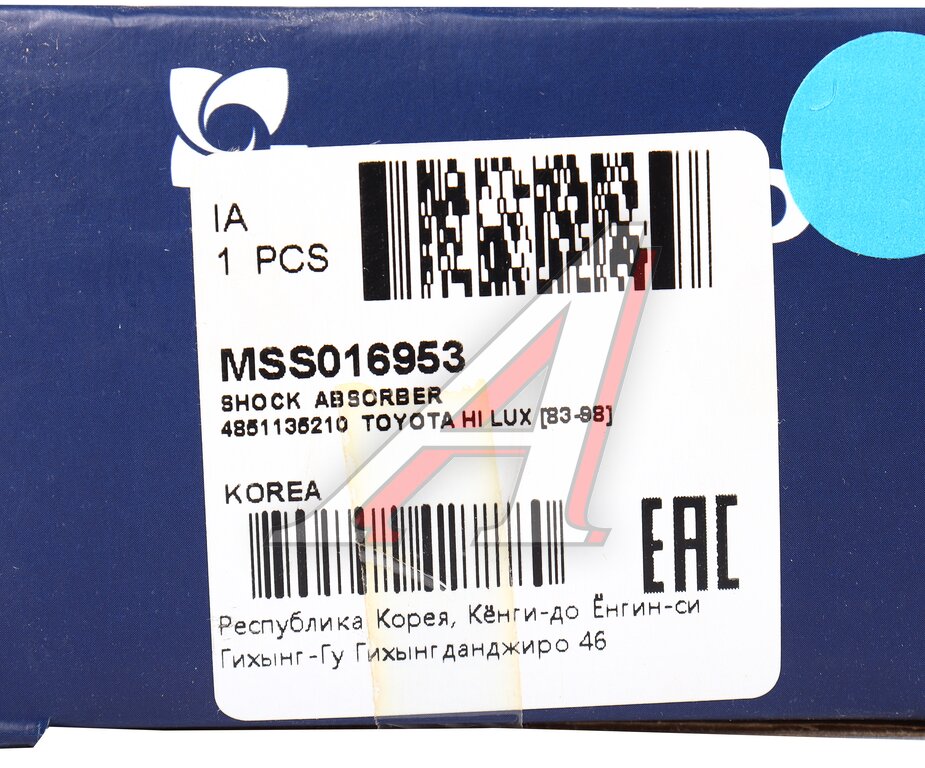 IA
1 PCS
MSS016953
SHOCK ABSORBER
4851135210 TOYOTA HI LUX [83-98]
KOREA
EAC
Республика Корея, Кёнги-до Ёнгин-си
Гихынг-Гу Гихынгданджиро 46